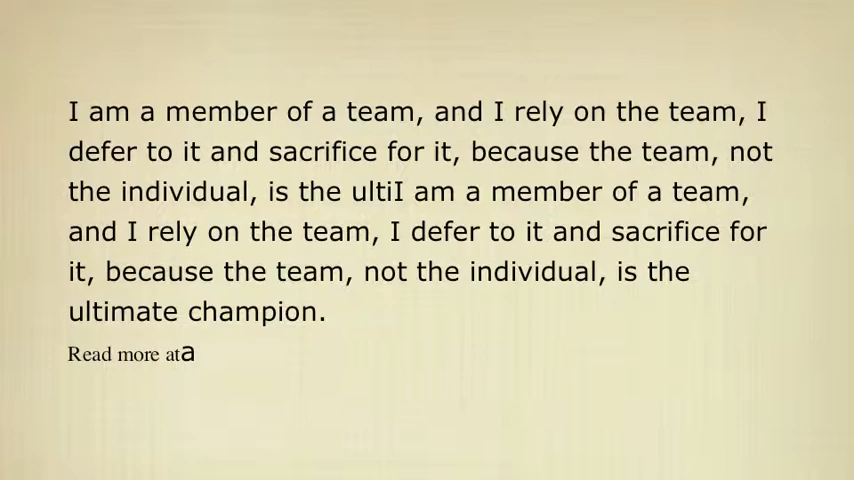 I am a member of a team, and I rely on the team, I
defer to it and sacrifice for it, because the team, not
the individual, is the ultiI am a member of a team,
and I rely on the team, I defer to it and sacrifice for
it, because the team, not the individual, is the
ultimate champion.
Read more ata